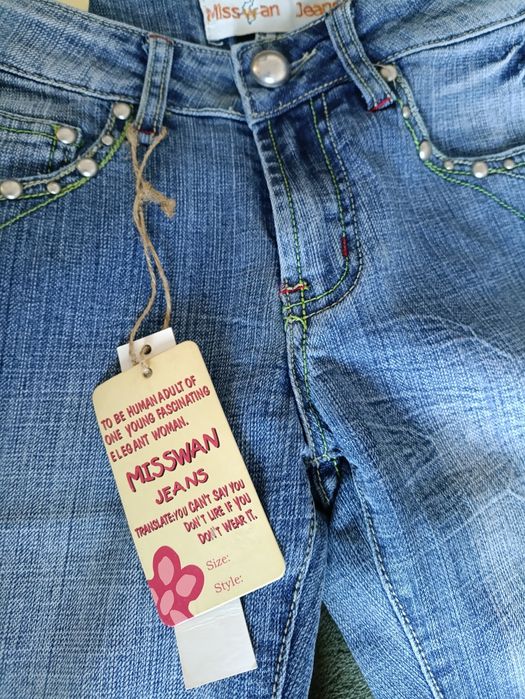 Misswan Jeans
TO BE HUMAN ADULT OF
ONE YOUNG FASCINATING
ELEGANT WOMAN.
MISSWAN
JEANS
TRANSLATE:YOU CAN'T SAY YOU
DON'T LIKE IF YOU
DON'T WEAR IT.
Size:
Style: